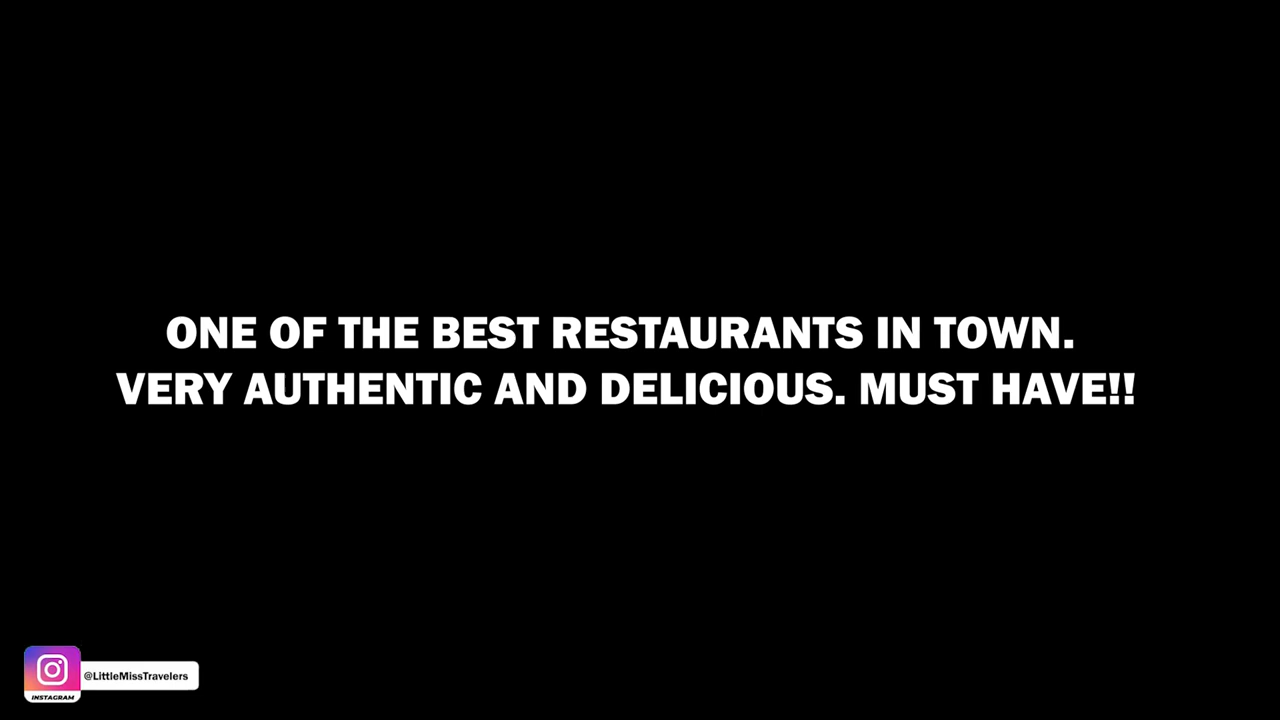 ONE OF THE BEST RESTAURANTS IN TOWN.
VERY AUTHENTIC AND DELICIOUS. MUST HAVE!!
@LittleMissTravelers
INSTAGRAM